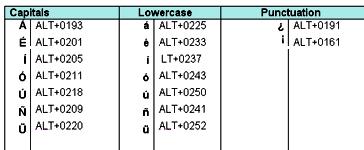 Capitals Lowercase Punctuation
Á ALT+0193 á ALT+0225 ¿ ALT+0191
É ALT+0201 é ALT+0233 ¡ ALT+0161
Í ALT+0205 í LT+0237
Ó ALT+0211 ó ALT+0243
Ú ALT+0218 ú ALT+0250
Ñ ALT+0209 ñ ALT+0241
Ü ALT+0220 ü ALT+0252